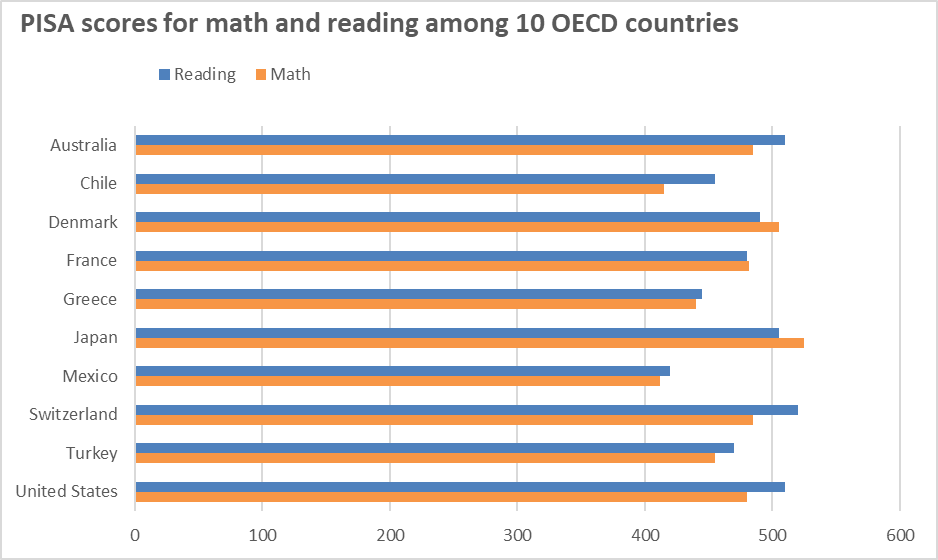 PISA scores for math and reading among 10 OECD countries
Reading Math
Australia
Chile
Denmark
France
Greece
Japan
Mexico
Switzerland
Turkey
United States
0 100 200 300 400 500 600